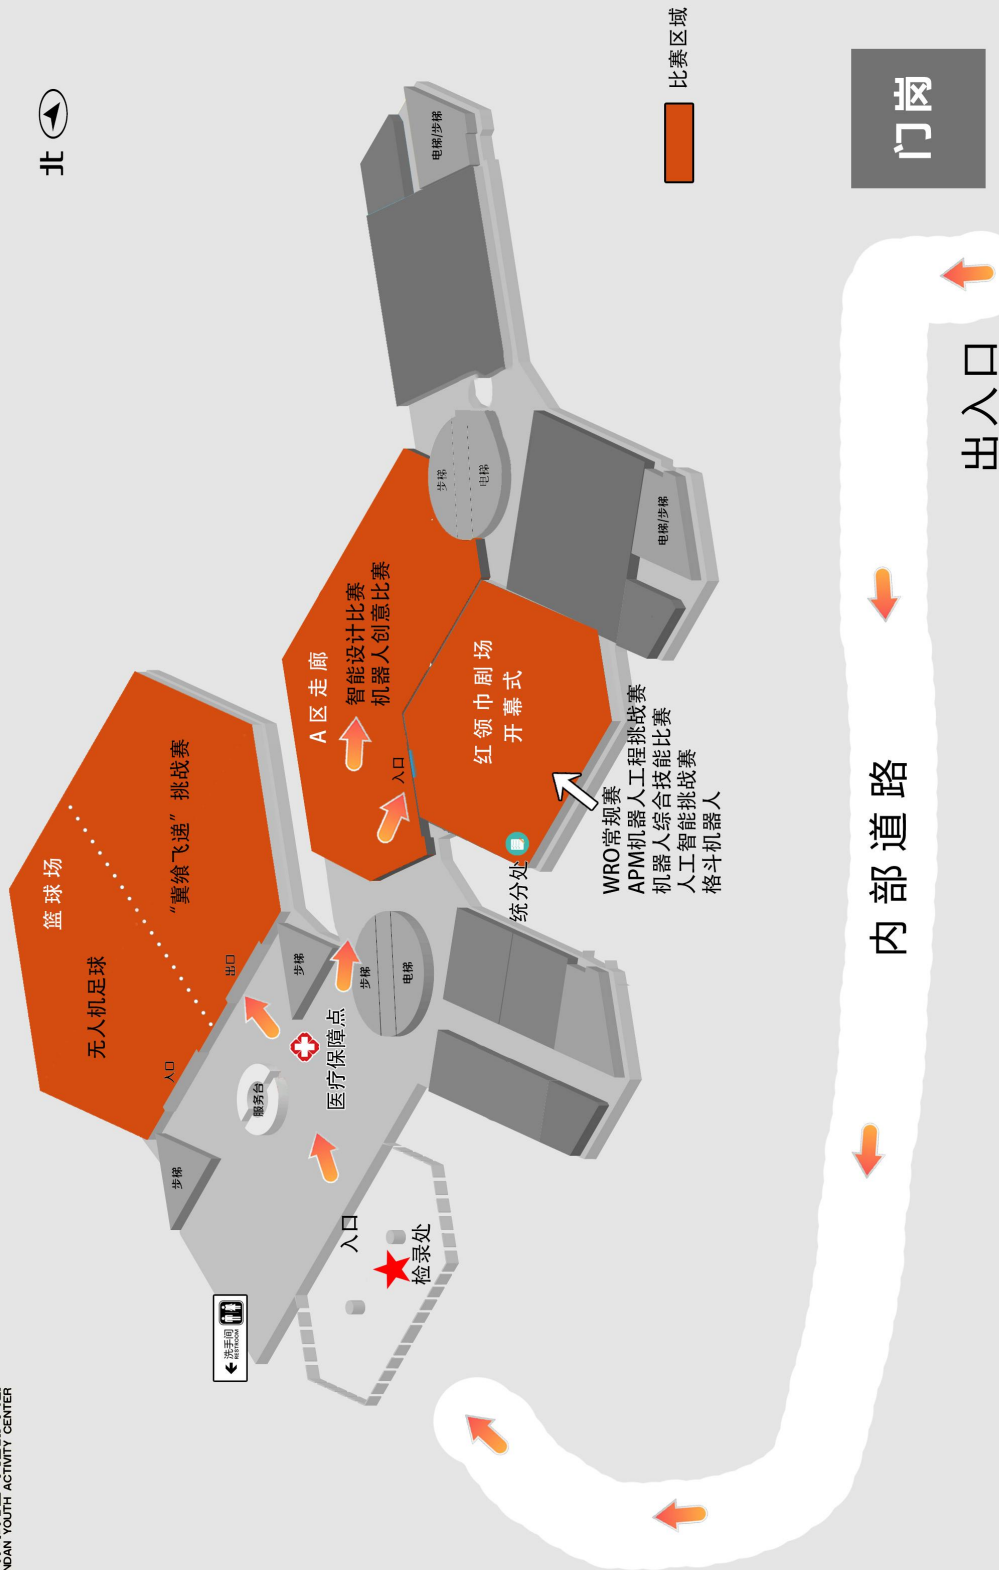 NDAN YOUTH ACTIVITY CENTER
北
比赛区域
门岗
篮球场
无人机足球
“冀飨飞递”挑战赛
入口
出口
步梯
步梯
服务台
医疗保障点
步梯
电梯
A区走廊
智能设计比赛
机器人创意比赛
入口
红领巾剧场
开幕式
步梯
电梯
电梯/步梯
电梯/步梯
统分处
WRO常规赛
APM机器人工程挑战赛
机器人综合技能比赛
人工智能挑战赛
格斗机器人
洗手间
RESTROOM
入口
检录处
内部道路
出入口